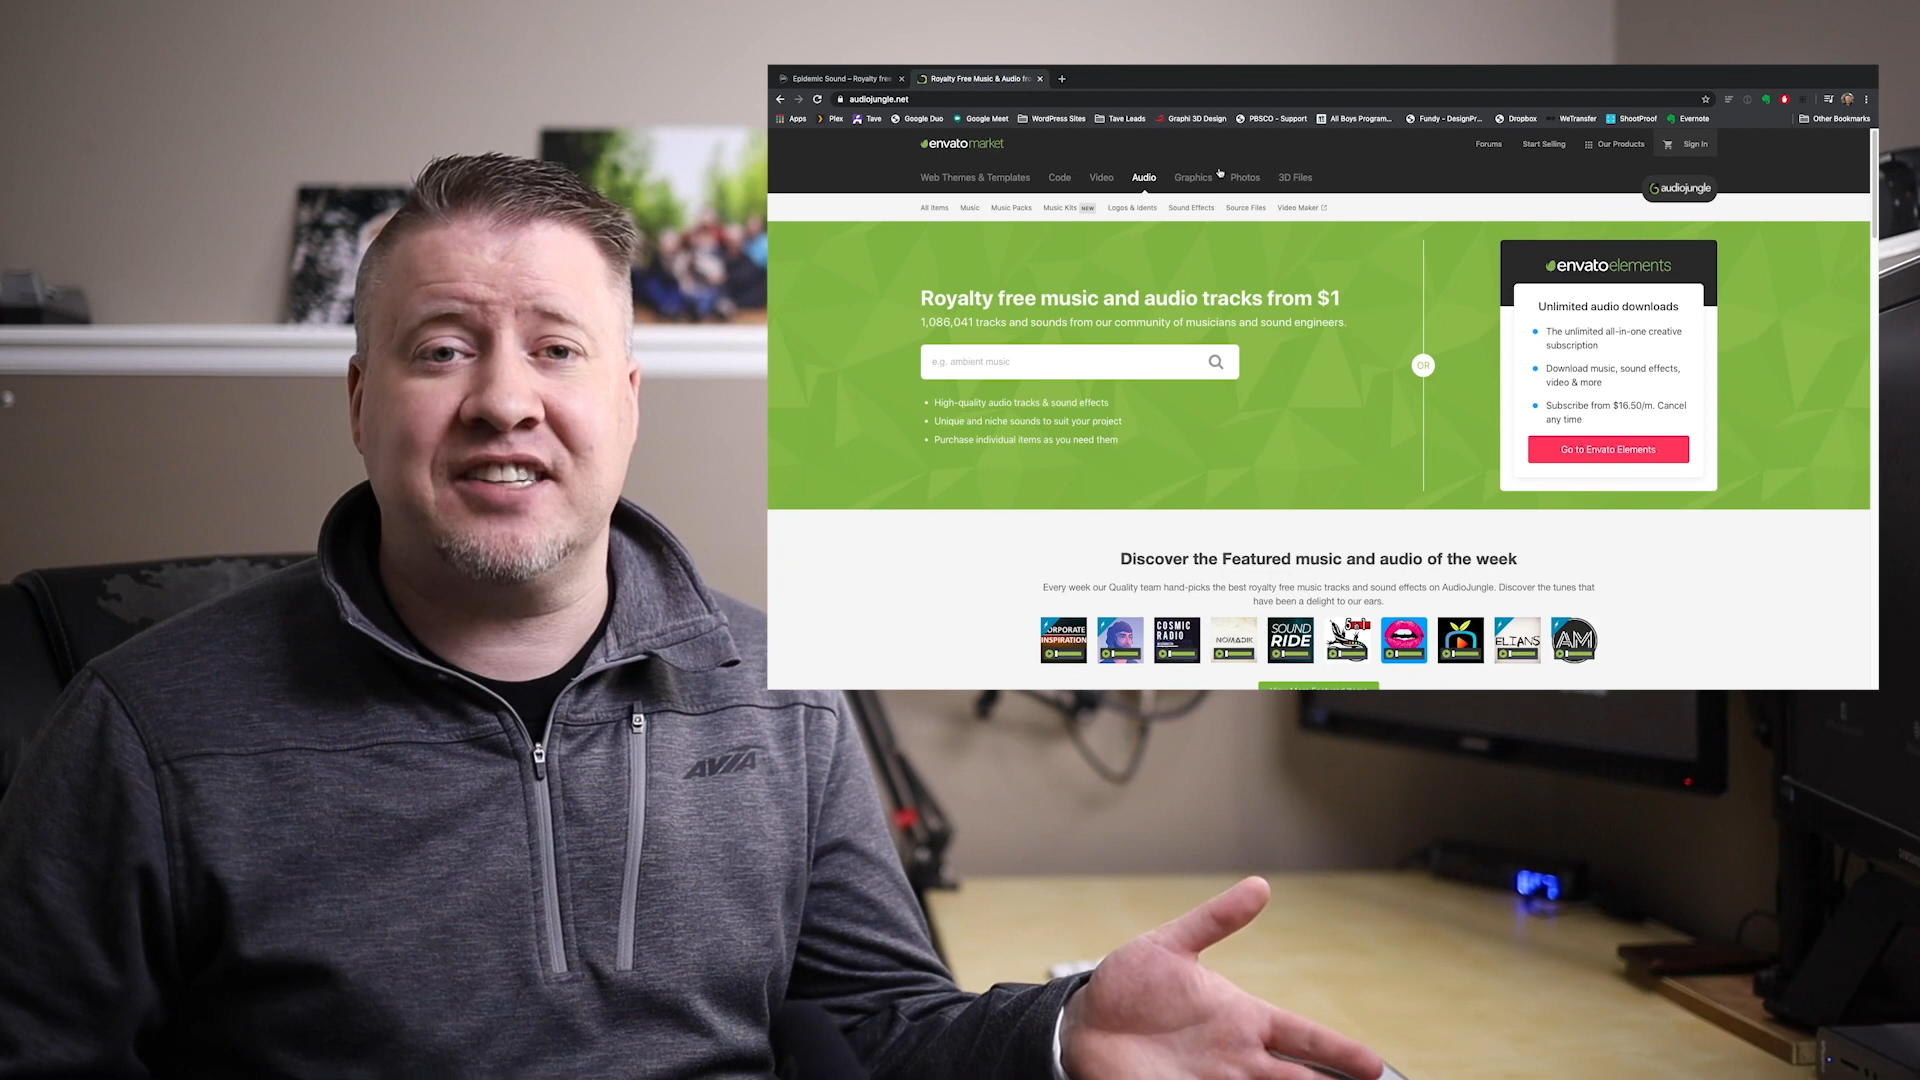 Epidemic Sound – Royalty free
Royalty Free Music & Audio fro
audiojungle.net
Apps
Plex
Tave
Google Duo
Google Meet
WordPress Sites
Tave Leads
Graphi 3D Design
PBSCO - Support
All Boys Program...
Fundy - DesignPr...
Dropbox
WeTransfer
ShootProof
Evernote
Other Bookmarks
envatomarket
Forums
Start Selling
Our Products
Sign In
Web Themes & Templates
Code
Video
Audio
Graphics
Photos
3D Files
audiojungle
All Items
Music
Music Packs
Music Kits NEW
Logos & Idents
Sound Effects
Source Files
Video Maker
Royalty free music and audio tracks from $1
1,086,041 tracks and sounds from our community of musicians and sound engineers.
e.g. ambient music
• High-quality audio tracks & sound effects
• Unique and niche sounds to suit your project
• Purchase individual items as you need them
OR
envatoelements
Unlimited audio downloads
• The unlimited all-in-one creative
subscription
• Download music, sound effects,
video & more
• Subscribe from $16.50/m. Cancel
any time
Go to Envato Elements
Discover the Featured music and audio of the week
Every week our Quality team hand-picks the best royalty free music tracks and sound effects on AudioJungle. Discover the tunes that
have been a delight to our ears.
CORPORATE
INSPIRATION
COSMIC
RADIO
NOMADIK
SOUND
RIDE
ELIANS
AM
AVIA